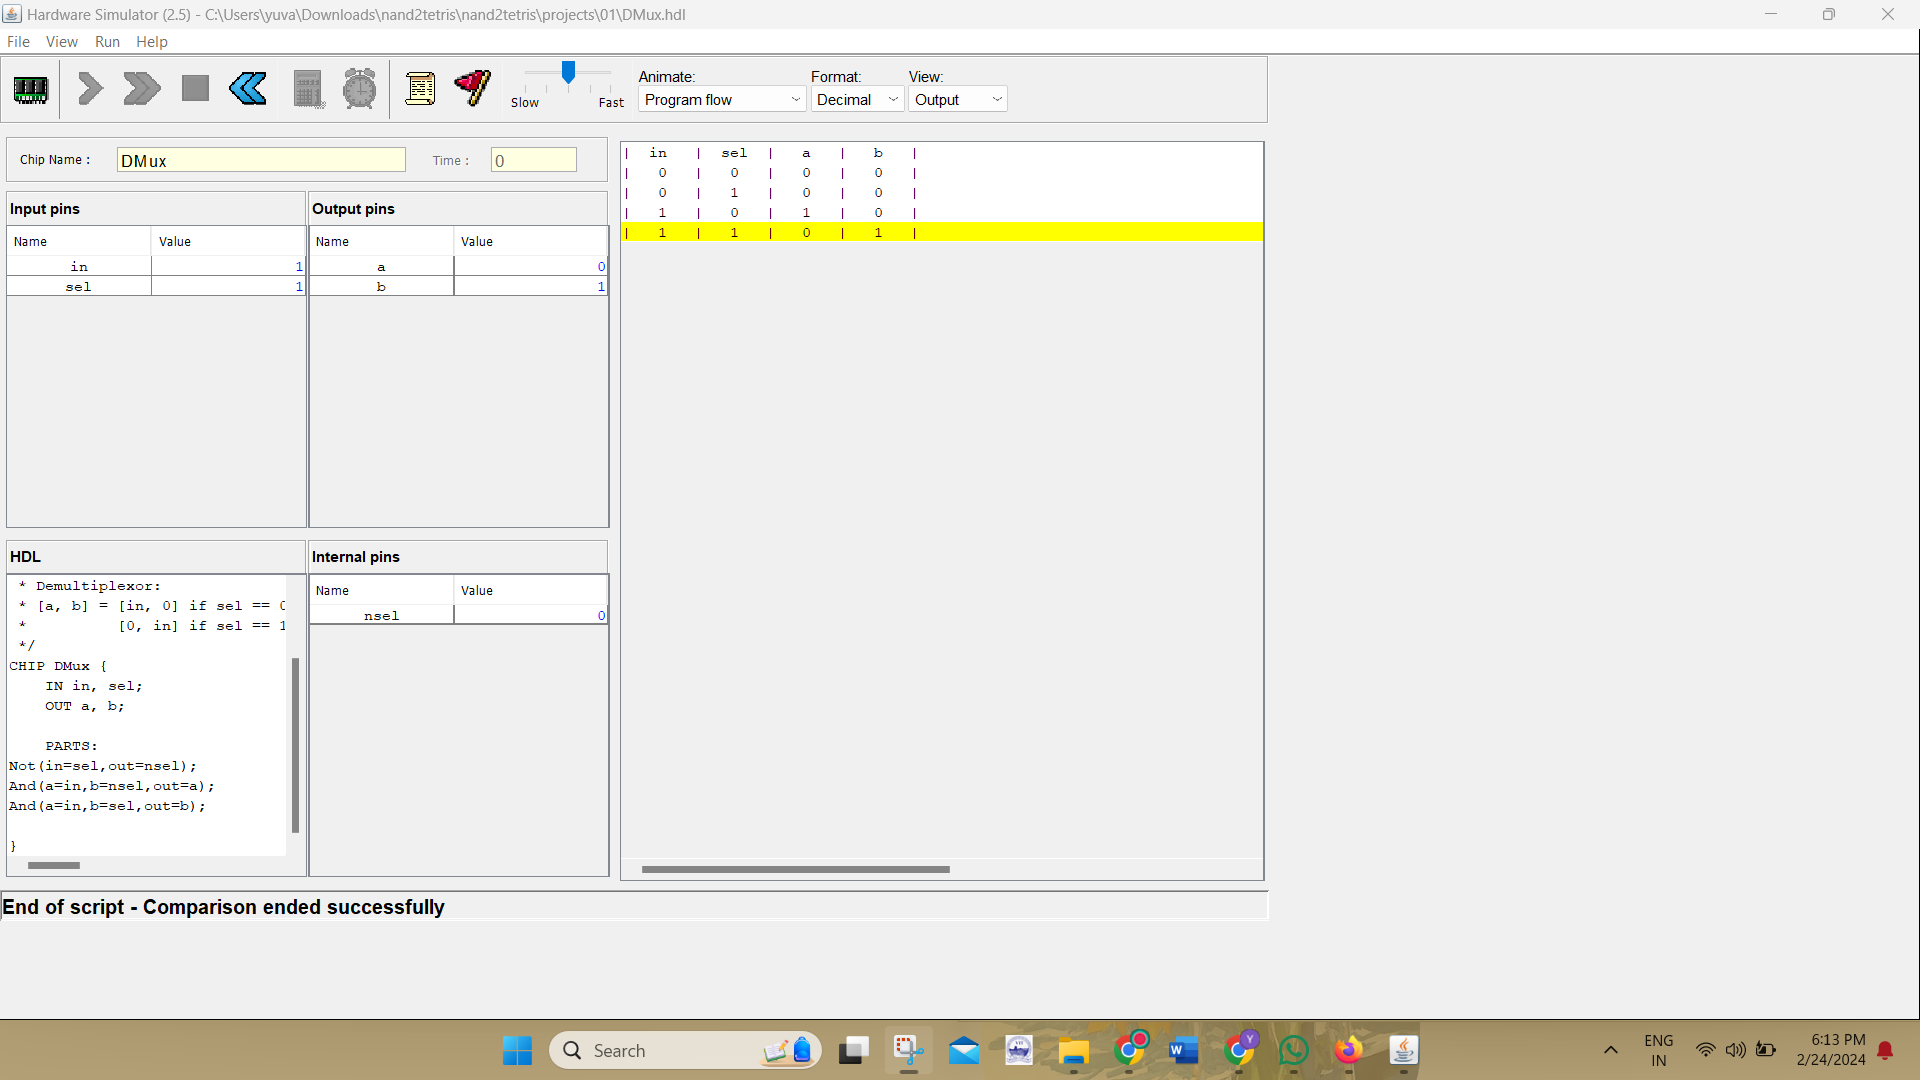 Hardware Simulator (2.5) - C:\Users\yuva\Downloads\nand2tetris\nand2tetris\projects\01\DMux.hdl
File View Run Help
Slow Fast
Animate: Format: View:
Program flow Decimal Output
Chip Name : DMux Time : 0
Input pins
Name Value
in 1
sel 1
Output pins
Name Value
a 0
b 1
| in | sel | a | b |
| 0 | 0 | 0 | 0 |
| 0 | 1 | 0 | 0 |
| 1 | 0 | 1 | 0 |
| 1 | 1 | 0 | 1 |
HDL
* Demultiplexor:
* [a, b] = [in, 0] if sel == 0
* [0, in] if sel == 1
*/
CHIP DMux {
IN in, sel;
OUT a, b;
PARTS:
Not(in=sel,out=nsel);
And(a=in,b=nsel,out=a);
And(a=in,b=sel,out=b);
}
Internal pins
Name Value
nsel 0
End of script - Comparison ended successfully
Search
ENG
IN
6:13 PM
2/24/2024